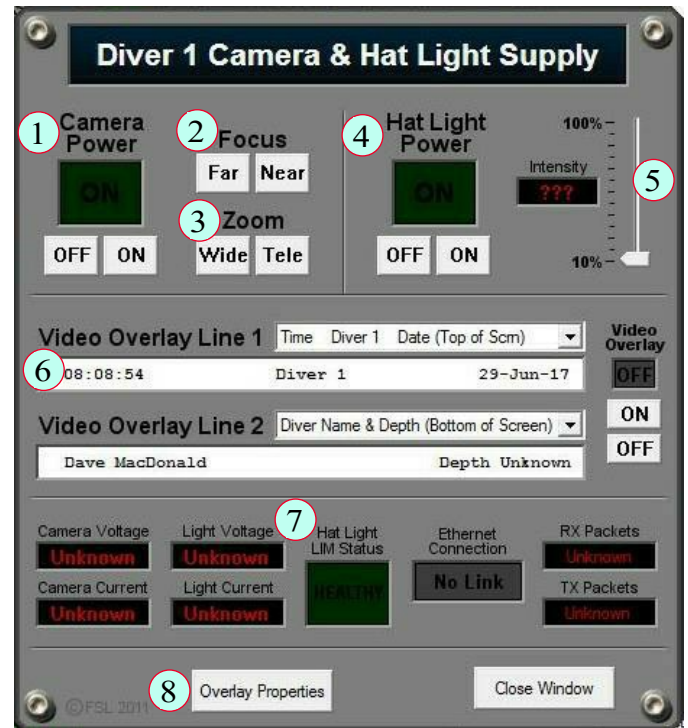 Diver 1 Camera & Hat Light Supply
1
Camera
Power
ON
OFF ON
2
Focus
Far Near
3
Zoom
Wide Tele
4
Hat Light
Power
ON
OFF ON
100%
Intensity
???
5
10%
Video Overlay Line 1
Time Diver 1 Date (Top of Scrn)
6
08:08:54 Diver 1 29-Jun-17
Video Overlay Line 2
Diver Name & Depth (Bottom of Screen)
Dave MacDonald Depth Unknown
Video
Overlay
OFF
ON
OFF
Camera Voltage
Unknown
Camera Current
Unknown
Light Voltage
Unknown
Light Current
Unknown
7
Hat Light
LIM Status
HEALTHY
Ethernet
Connection
No Link
RX Packets
Unknown
TX Packets
Unknown
©FSL 2011
8
Overlay Properties
Close Window